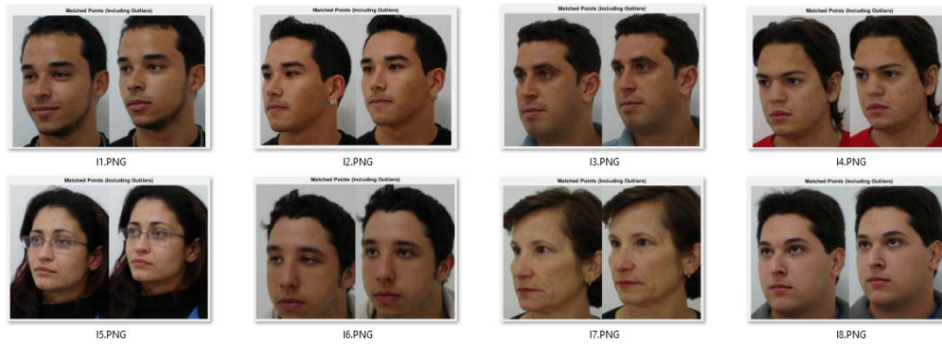 Matched Points (Including Outliers)
Matched Points (Including Outliers)
Matched Points (Including Outliers)
Matched Points (Including Outliers)
I1.PNG
I2.PNG
I3.PNG
I4.PNG
Matched Points (Including Outliers)
Matched Points (Including Outliers)
Matched Points (Including Outliers)
Matched Points (Including Outliers)
I5.PNG
I6.PNG
I7.PNG
I8.PNG